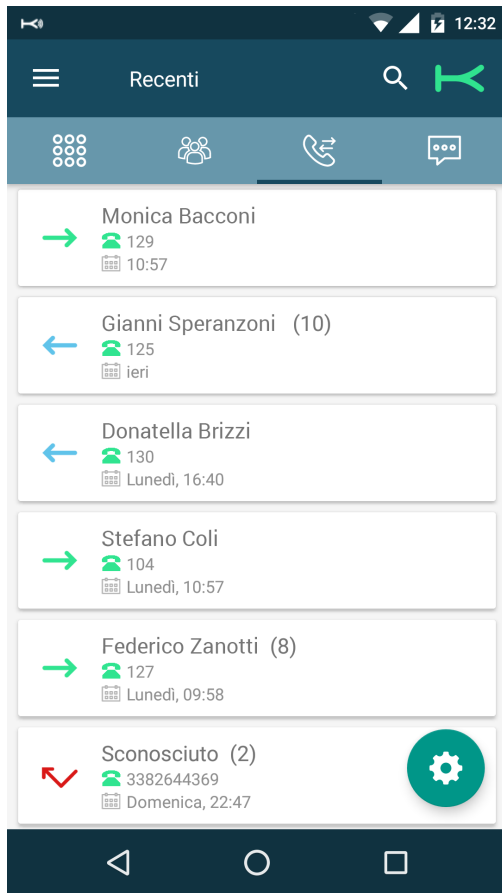 12:32
Recenti
Monica Bacconi
129
10:57
Gianni Speranzoni (10)
125
ieri
Donatella Brizzi
130
Lunedì, 16:40
Stefano Coli
104
Lunedì, 10:57
Federico Zanotti (8)
127
Lunedì, 09:58
Sconosciuto (2)
3382644369
Domenica, 22:47